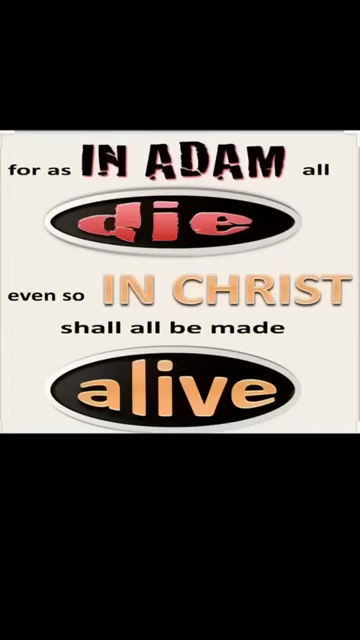 for as IN ADAM all
die
even so IN CHRIST
shall all be made
alive